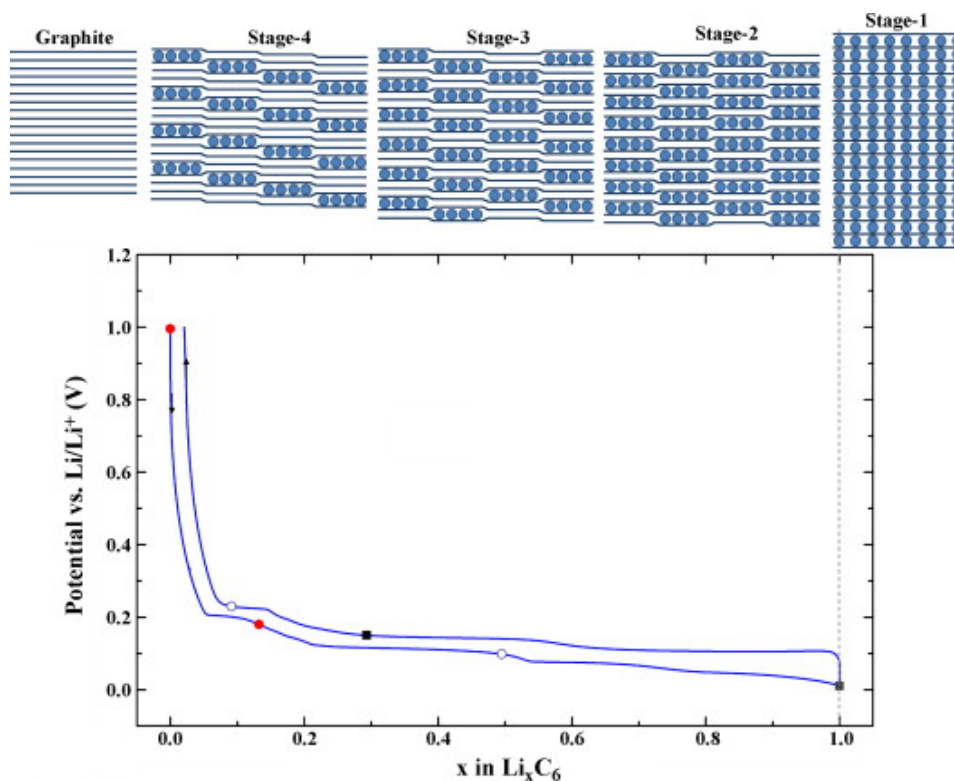 Graphite
Stage-4
Stage-3
Stage-2
Stage-1
1.2
1.0
0.8
0.6
0.4
0.2
0.0
Potential vs. Li/Li⁺ (V)
0.0 0.2 0.4 0.6 0.8 1.0
x in LiₓC₆